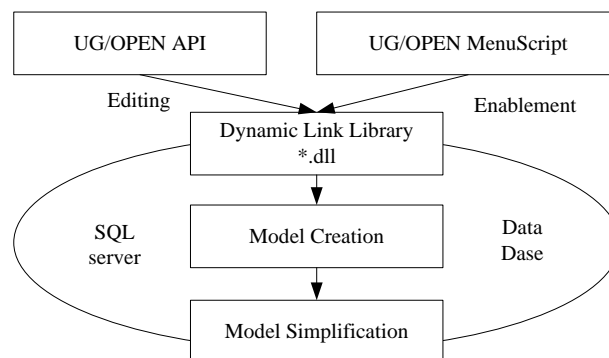 UG/OPEN API
UG/OPEN MenuScript
Editing
Enablement
Dynamic Link Library
*.dll
SQL
server
Model Creation
Data
Dase
Model Simplification